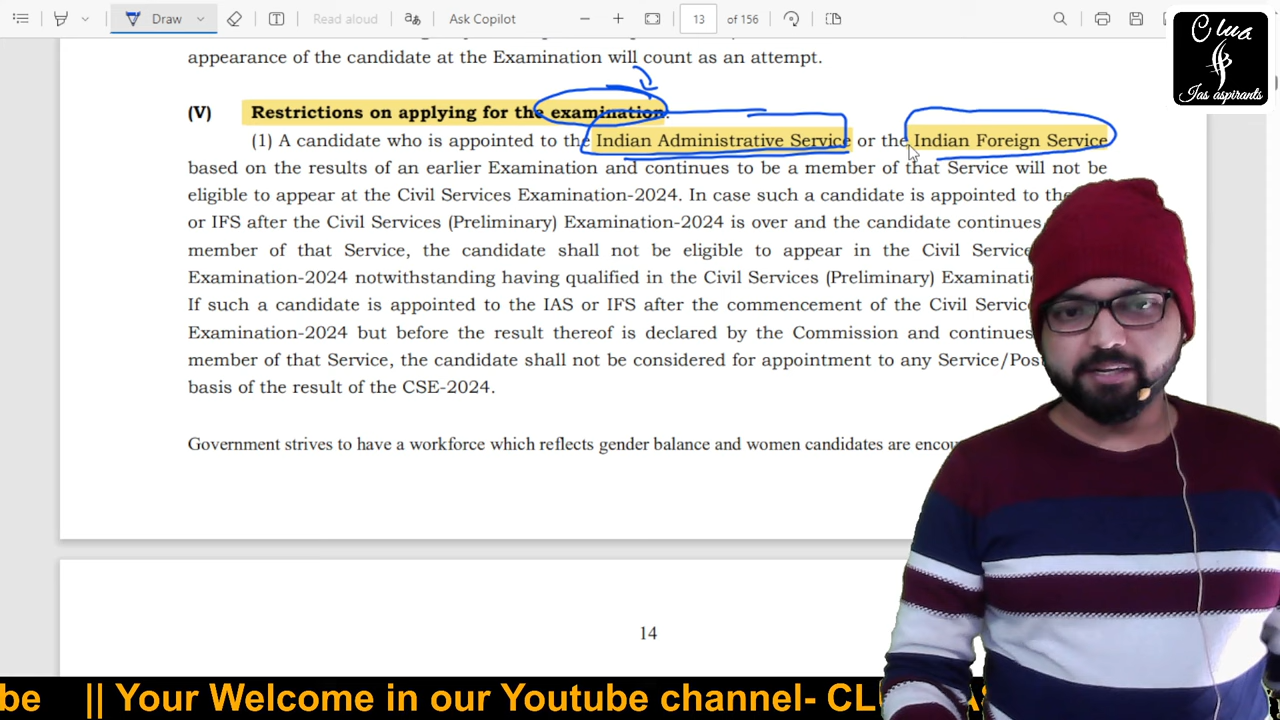 Draw
Read aloud
Ask Copilot
13 of 156
Clua
Ias aspirants
appearance of the candidate at the Examination will count as an attempt.
(V) Restrictions on applying for the examination:
(1) A candidate who is appointed to the Indian Administrative Service or the Indian Foreign Service
based on the results of an earlier Examination and continues to be a member of that Service will not be
eligible to appear at the Civil Services Examination-2024. In case such a candidate is appointed to the
or IFS after the Civil Services (Preliminary) Examination-2024 is over and the candidate continues
member of that Service, the candidate shall not be eligible to appear in the Civil Service
Examination-2024 notwithstanding having qualified in the Civil Services (Preliminary) Examinati
If such a candidate is appointed to the IAS or IFS after the commencement of the Civil Service
Examination-2024 but before the result thereof is declared by the Commission and continues
member of that Service, the candidate shall not be considered for appointment to any Service/Post
basis of the result of the CSE-2024.
Government strives to have a workforce which reflects gender balance and women candidates are encou
14
be || Your Welcome in our Youtube channel- CLU